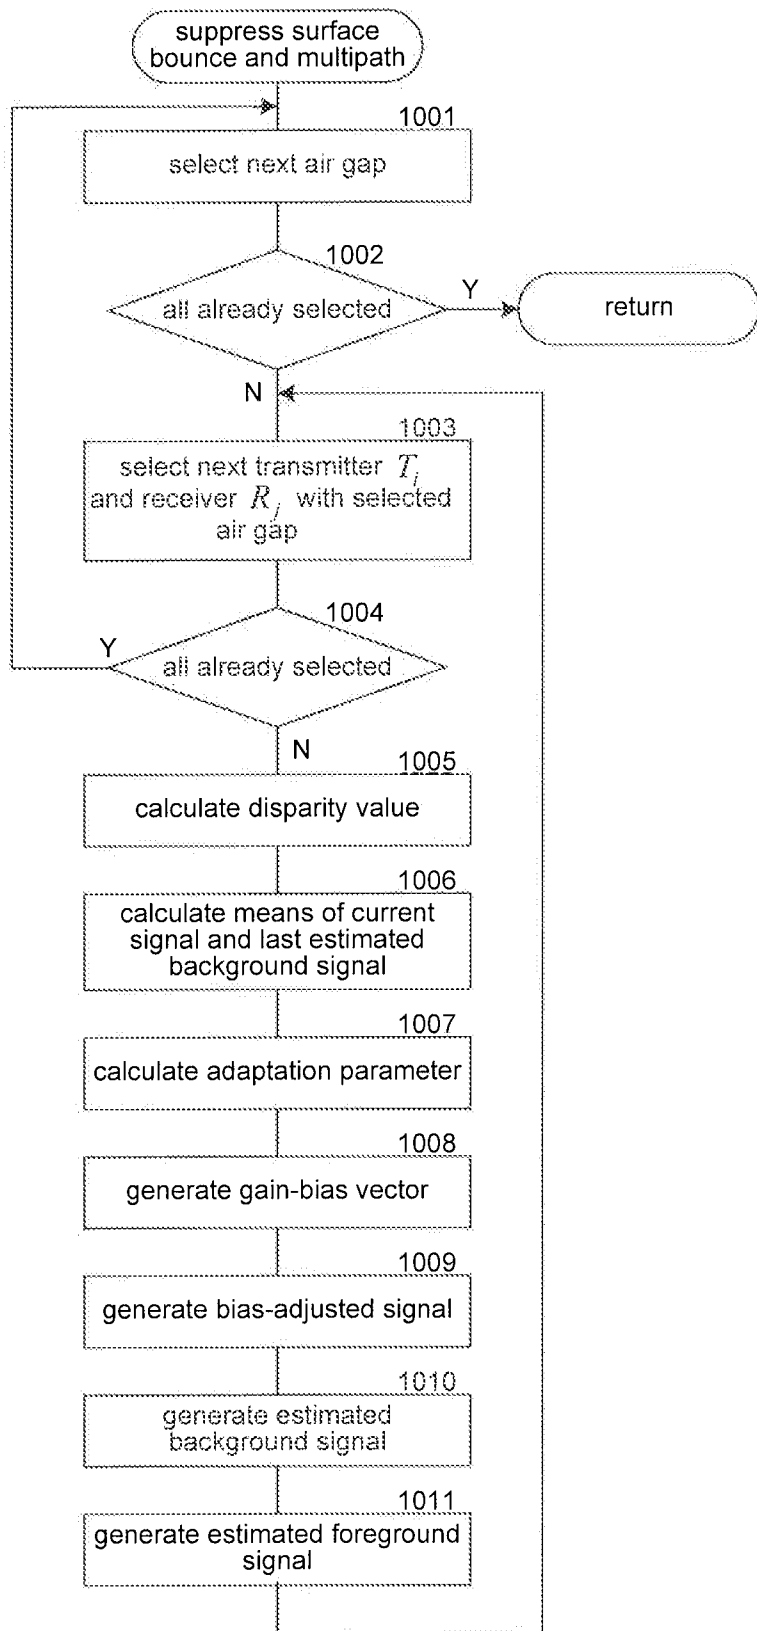 suppress surface
bounce and multipath
1001
select next air gap
1002
all already selected
Y
return
N
1003
select next transmitter T_i
and receiver R_j with selected
air gap
1004
Y
all already selected
N
1005
calculate disparity value
1006
calculate means of current
signal and last estimated
background signal
1007
calculate adaptation parameter
1008
generate gain-bias vector
1009
generate bias-adjusted signal
1010
generate estimated
background signal
1011
generate estimated foreground
signal